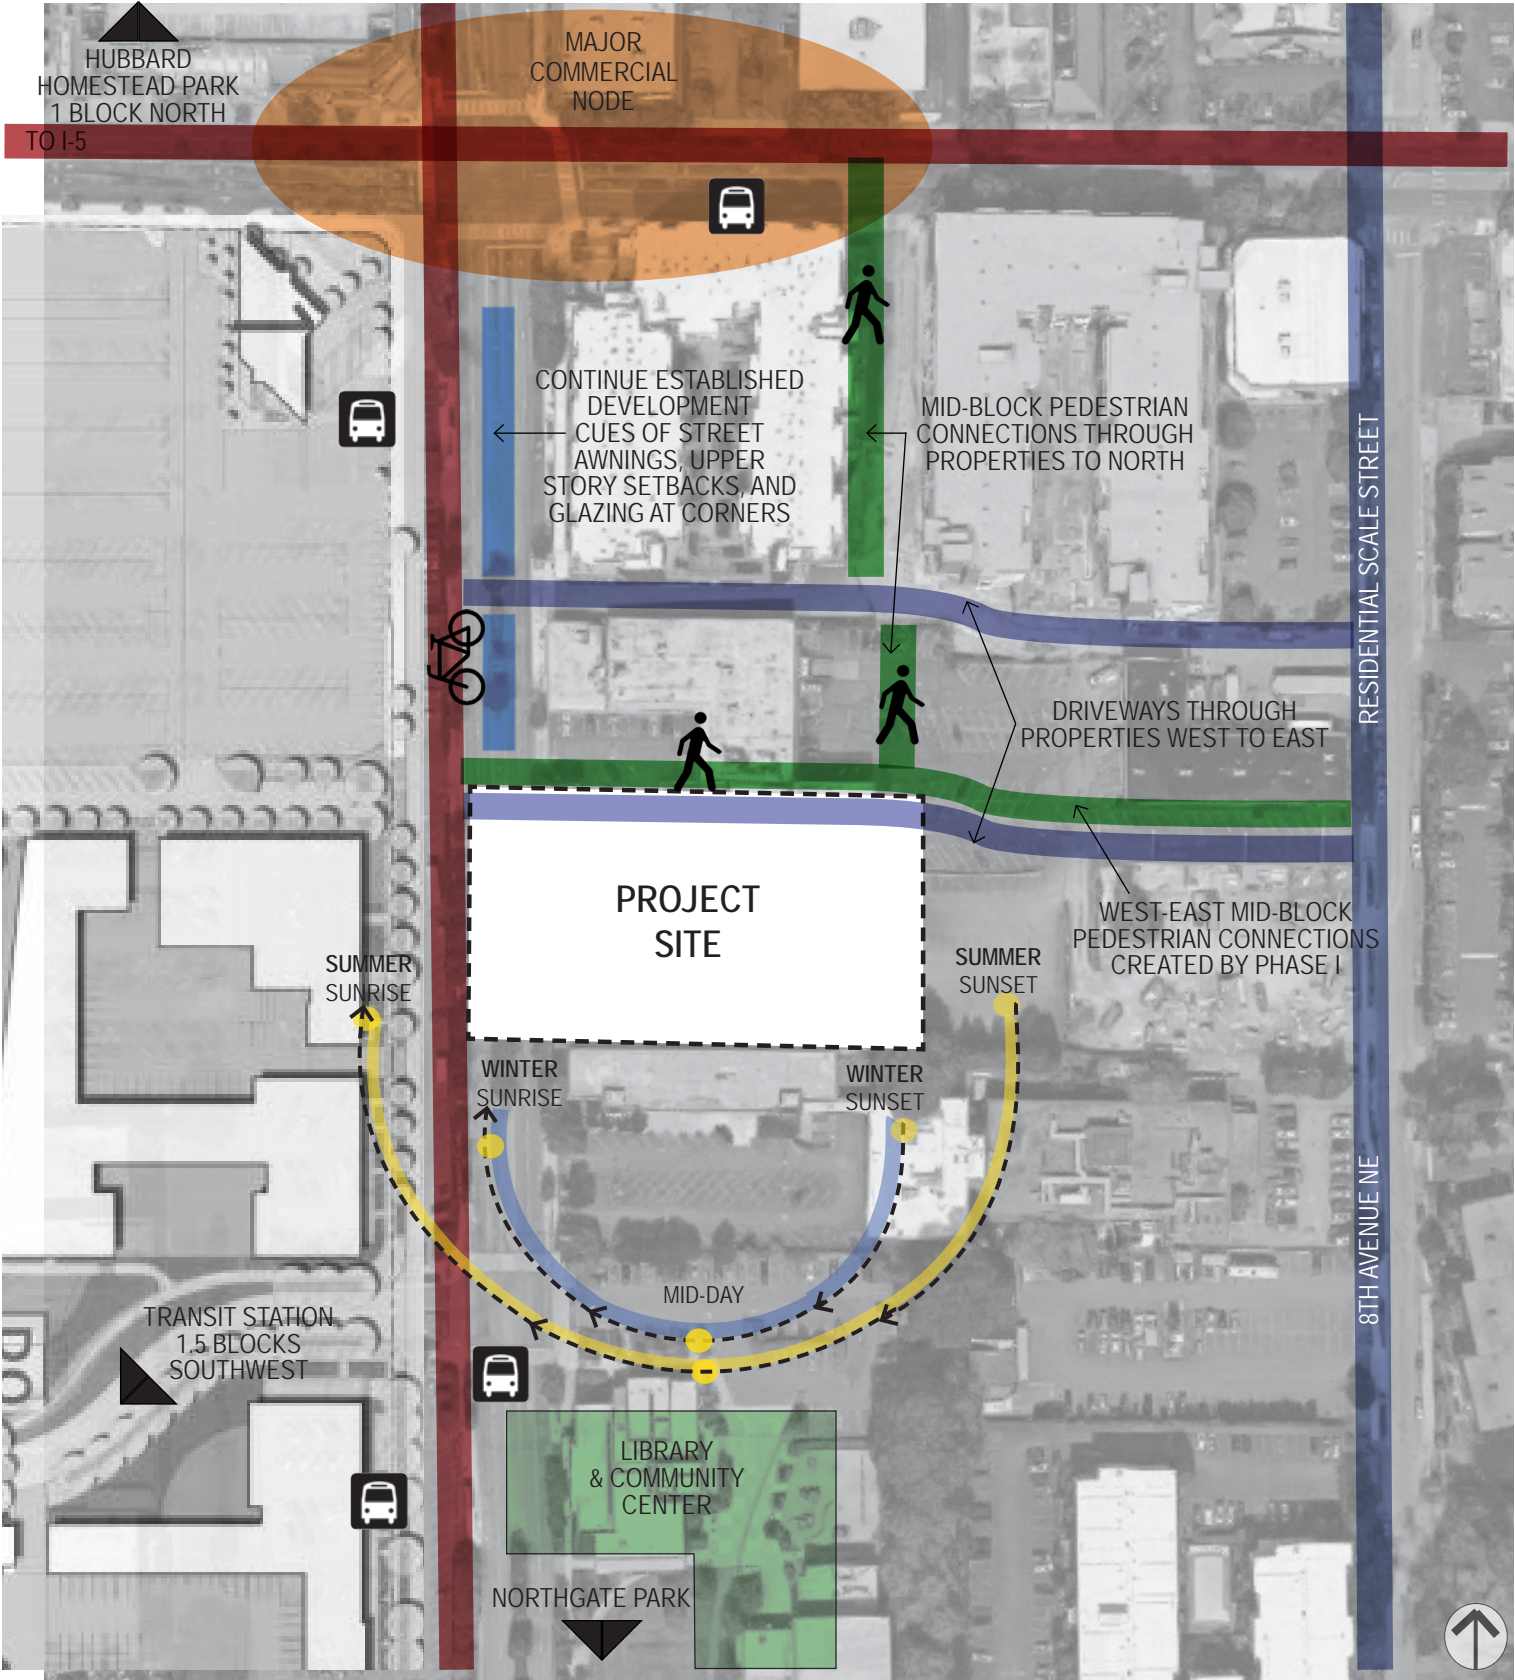 HUBBARD
HOMESTEAD PARK
1 BLOCK NORTH
TO I-5
MAJOR
COMMERCIAL
NODE
CONTINUE ESTABLISHED
DEVELOPMENT
CUES OF STREET
AWNINGS, UPPER
STORY SETBACKS, AND
GLAZING AT CORNERS
MID-BLOCK PEDESTRIAN
CONNECTIONS THROUGH
PROPERTIES TO NORTH
RESIDENTIAL SCALE STREET
DRIVEWAYS THROUGH
PROPERTIES WEST TO EAST
PROJECT
SITE
WEST-EAST MID-BLOCK
PEDESTRIAN CONNECTIONS
CREATED BY PHASE I
SUMMER
SUNRISE
SUMMER
SUNSET
WINTER
SUNRISE
WINTER
SUNSET
MID-DAY
8TH AVENUE NE
TRANSIT STATION
1.5 BLOCKS
SOUTHWEST
LIBRARY
& COMMUNITY
CENTER
NORTHGATE PARK